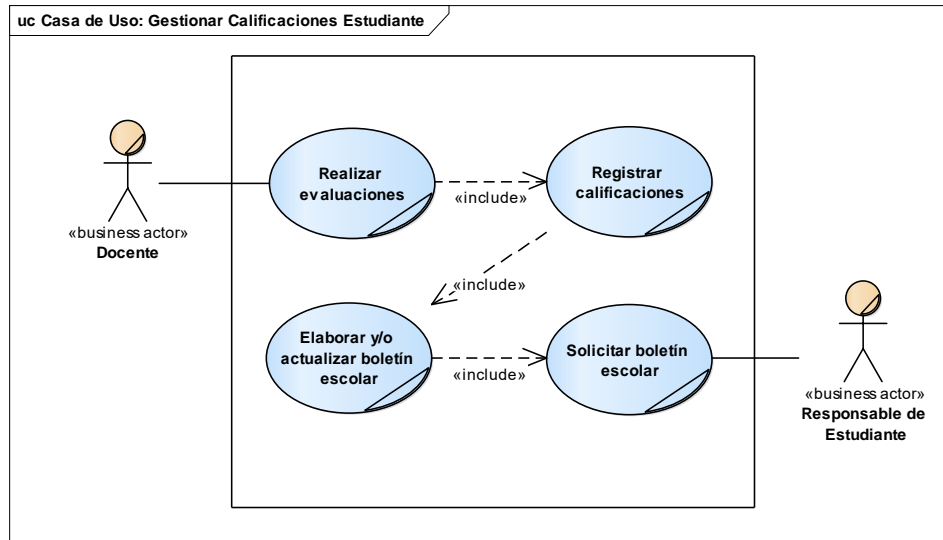 uc Casa de Uso: Gestionar Calificaciones Estudiante
Realizar
evaluaciones
«include»
Registrar
calificaciones
«business actor»
Docente
«include»
Elaborar y/o
actualizar boletín
escolar
«include»
Solicitar boletín
escolar
«business actor»
Responsable de
Estudiante